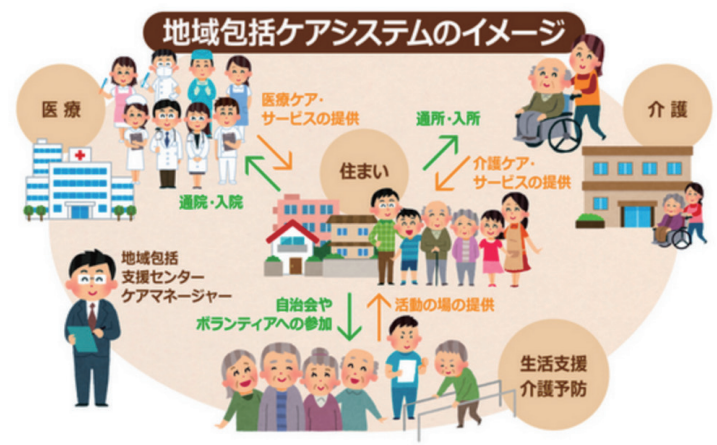 地域包括ケアシステムのイメージ
医療
医療ケア・
サービスの提供
通院・入院
住まい
通所・入所
介護ケア・
サービスの提供
介護
地域包括
支援センター
ケアマネージャー
自治会や
ボランティアへの参加
活動の場の提供
生活支援
介護予防